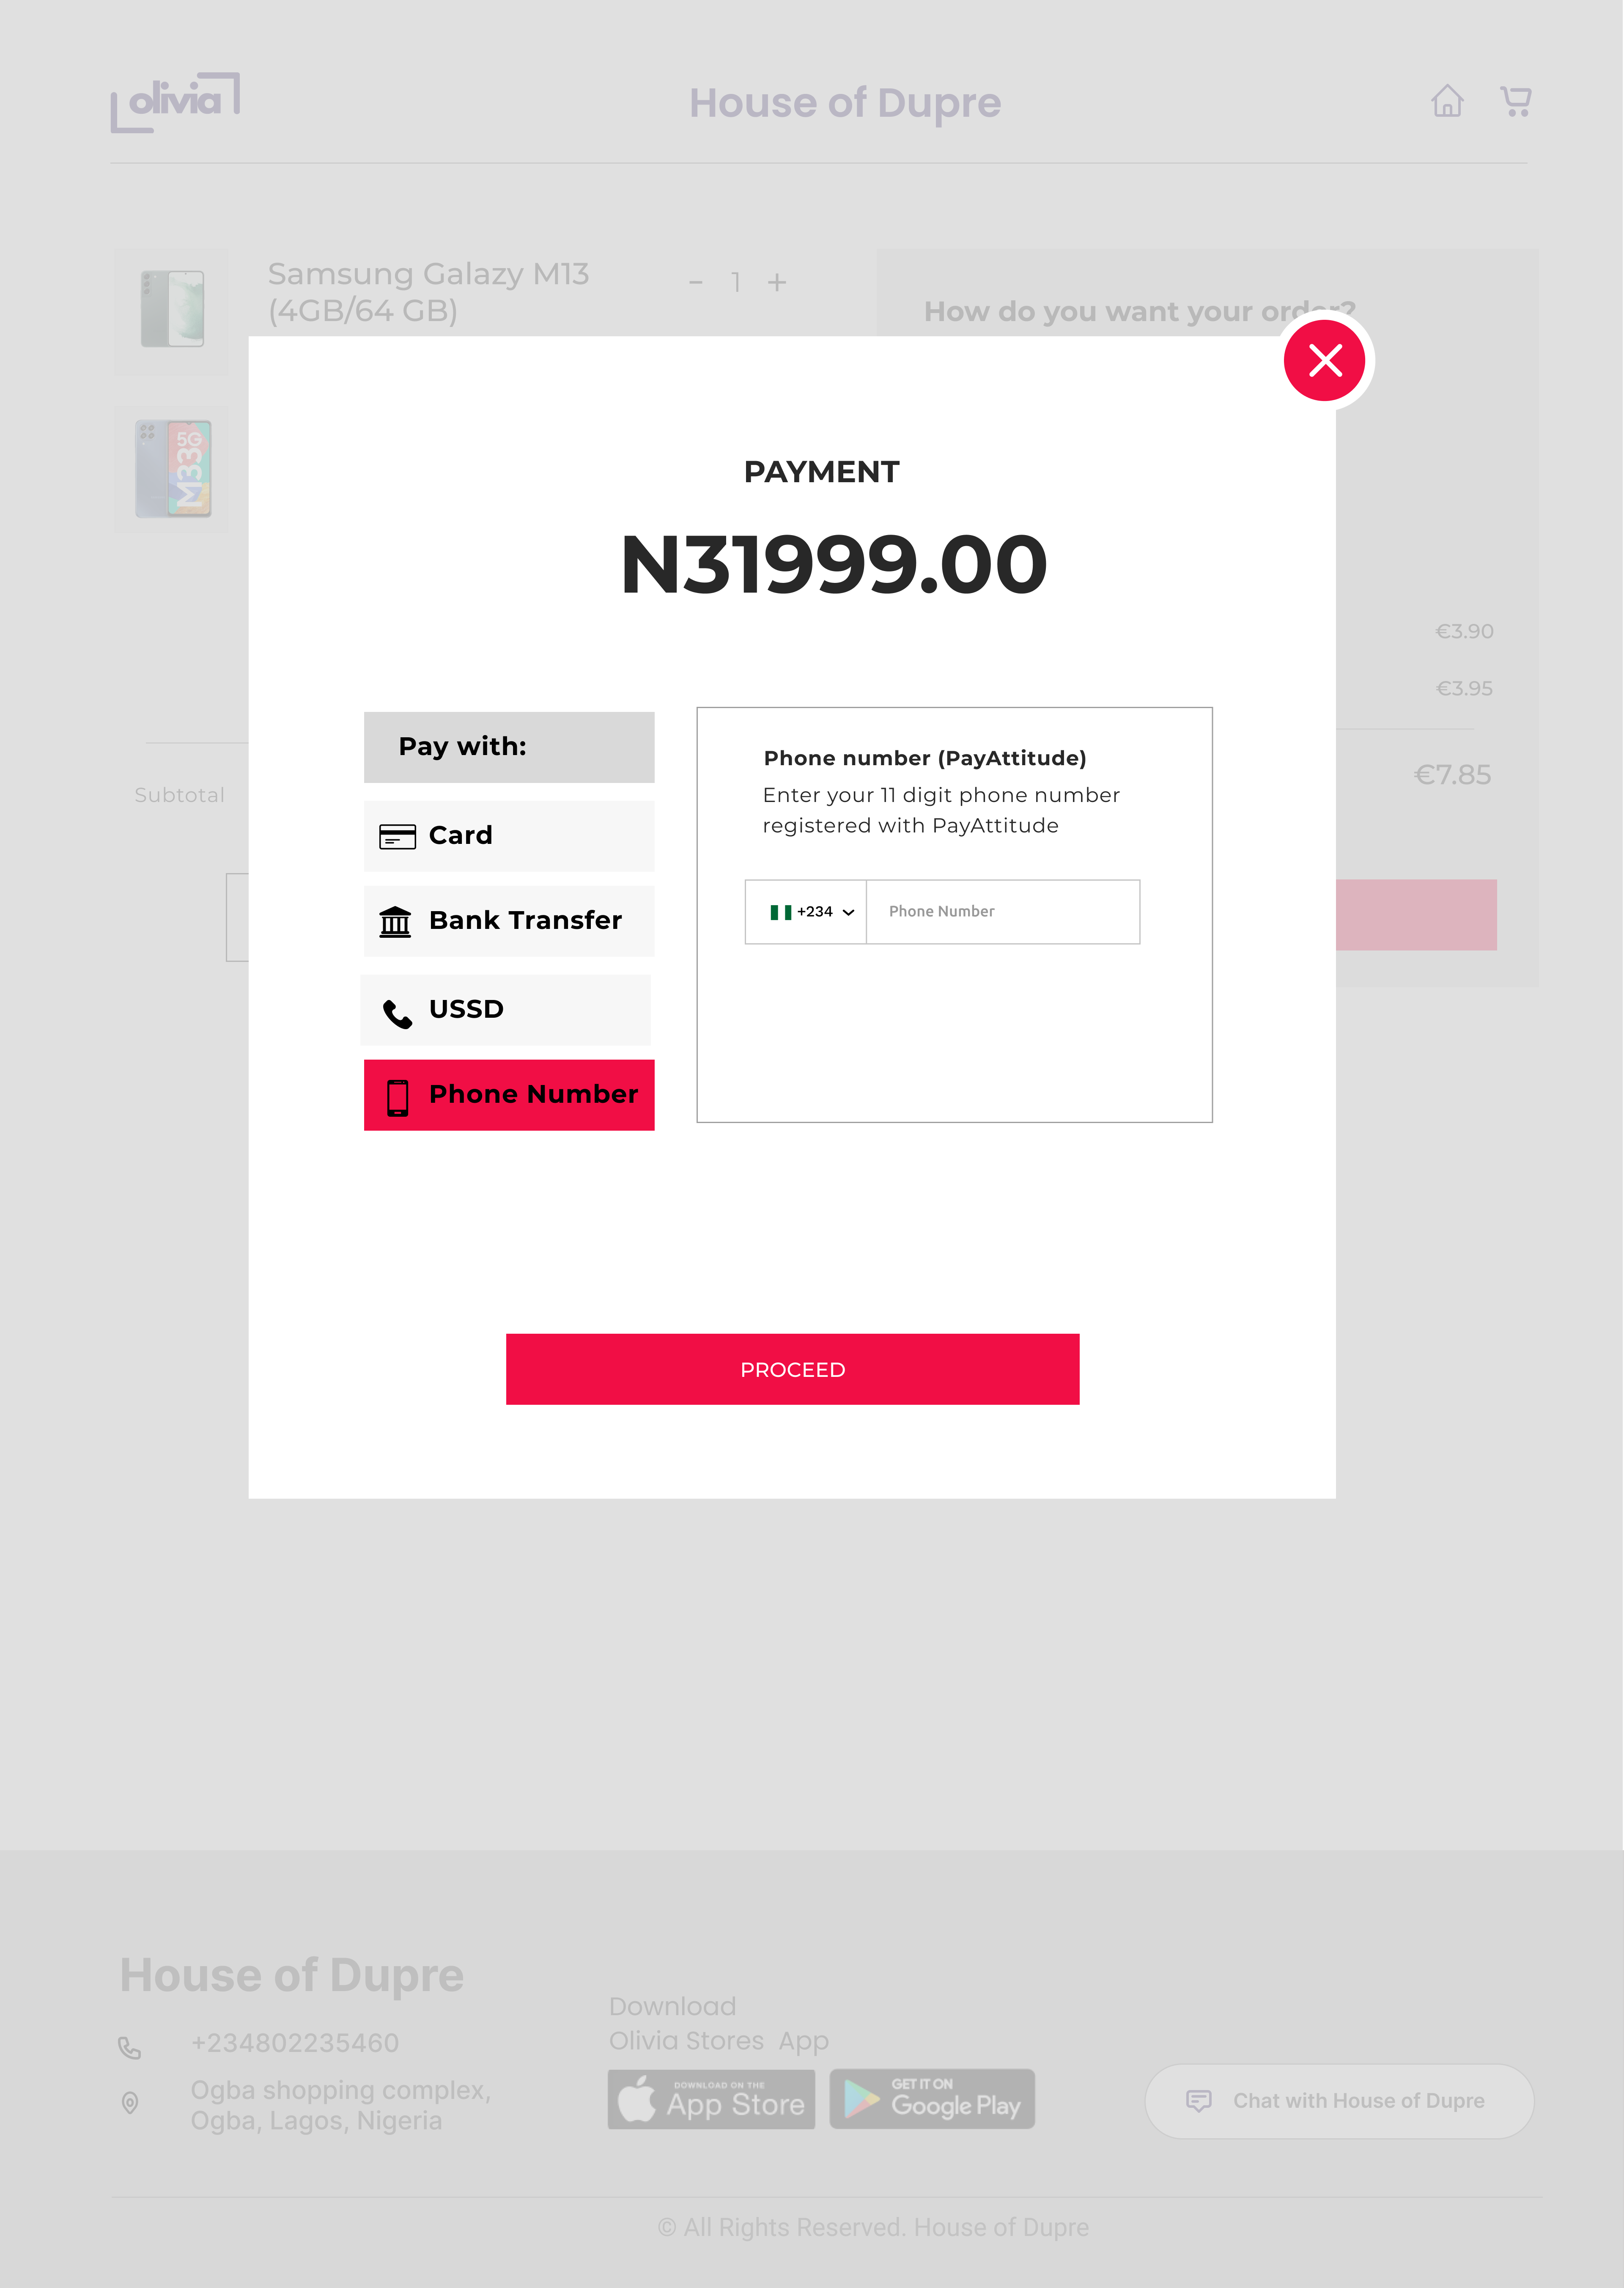 olivia
House of Dupre
Samsung Galazy M13
(4GB/64 GB)
- 1 +
How do you want your order?
5G
M33G
PAYMENT
N31999.00
€3.90
€3.95
€7.85
Subtotal
Pay with:
Card
Bank Transfer
USSD
Phone Number
Phone number (PayAttitude)
Enter your 11 digit phone number
registered with PayAttitude
+234
Phone Number
PROCEED
House of Dupre
+234802235460
Ogba shopping complex,
Ogba, Lagos, Nigeria
Download
Olivia Stores App
DOWNLOAD ON THE
App Store
GET IT ON
Google Play
Chat with House of Dupre
© All Rights Reserved. House of Dupre